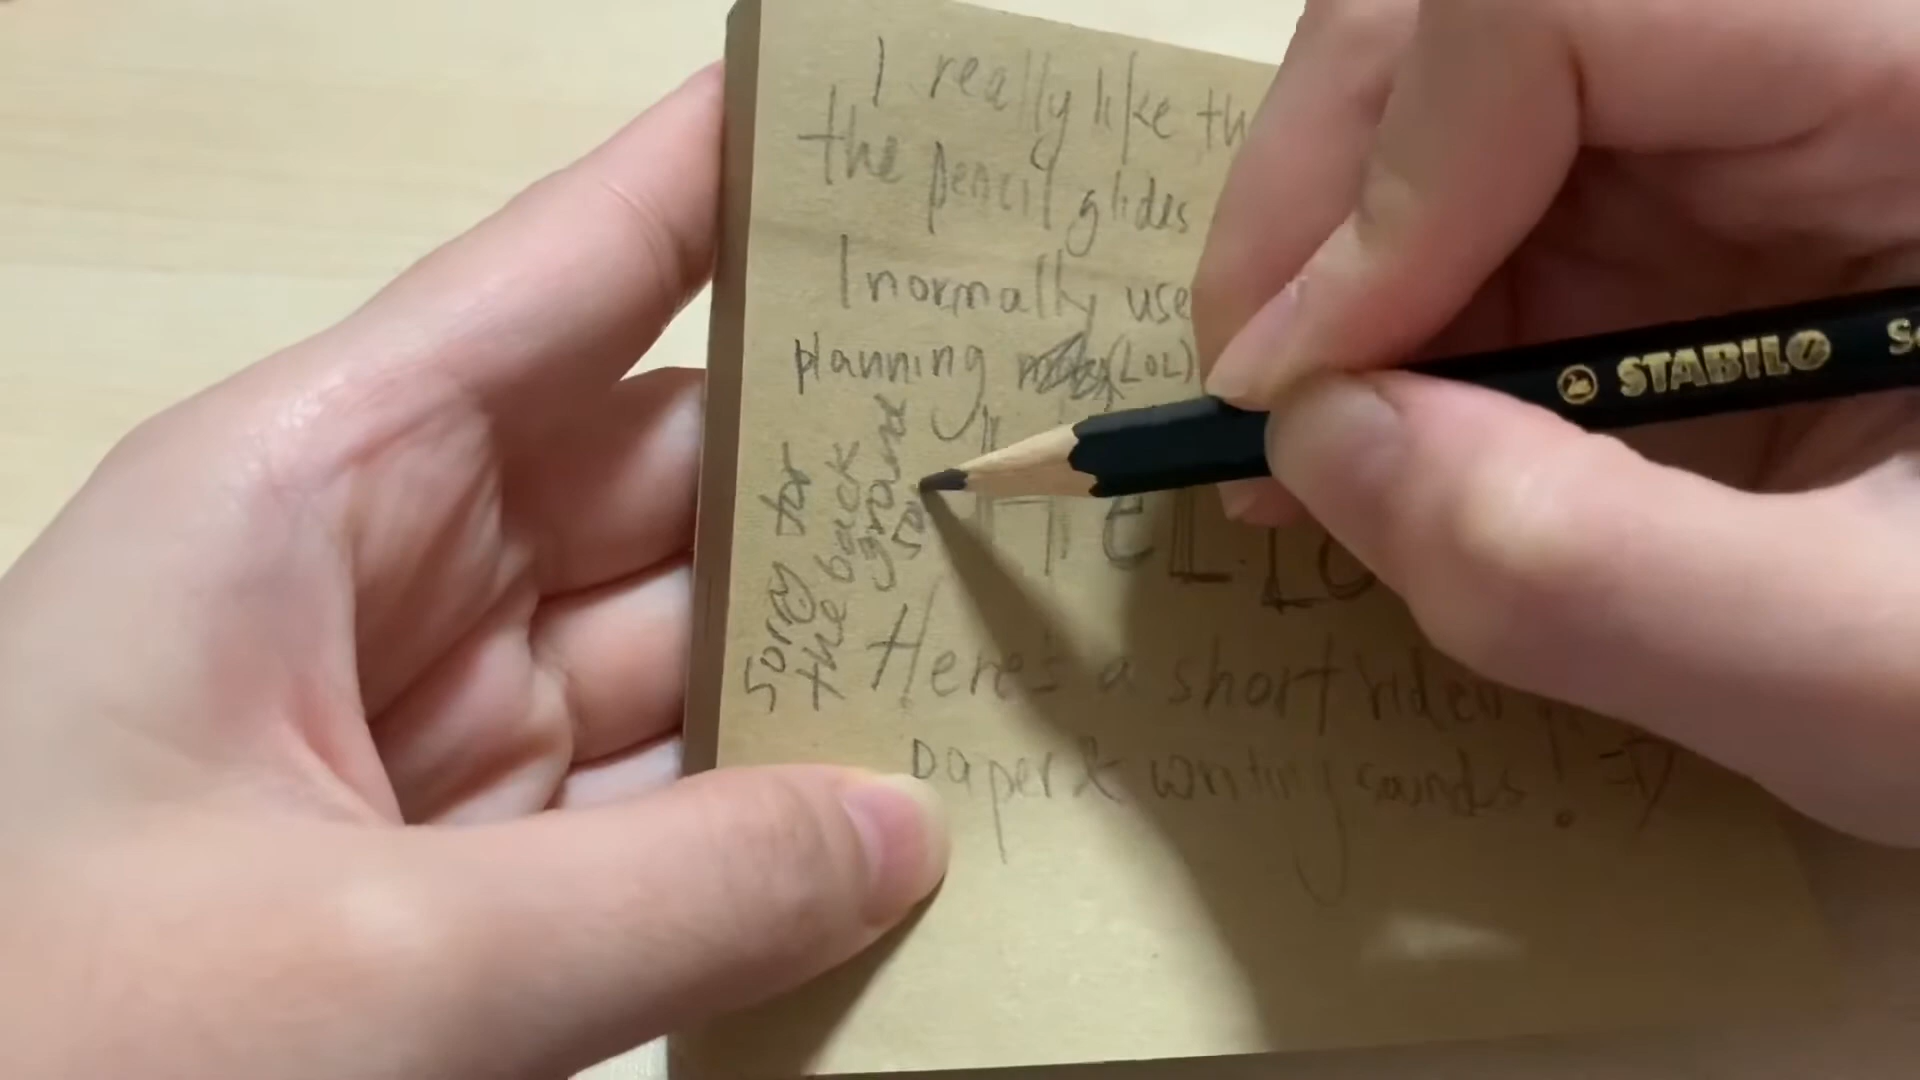 I really like th
the pencil glides
I normally use
planning (LOL)
HeLLo
Sorry for
the back
ground
so
Here's a short video
paper & writing sounds! =D
STABILO